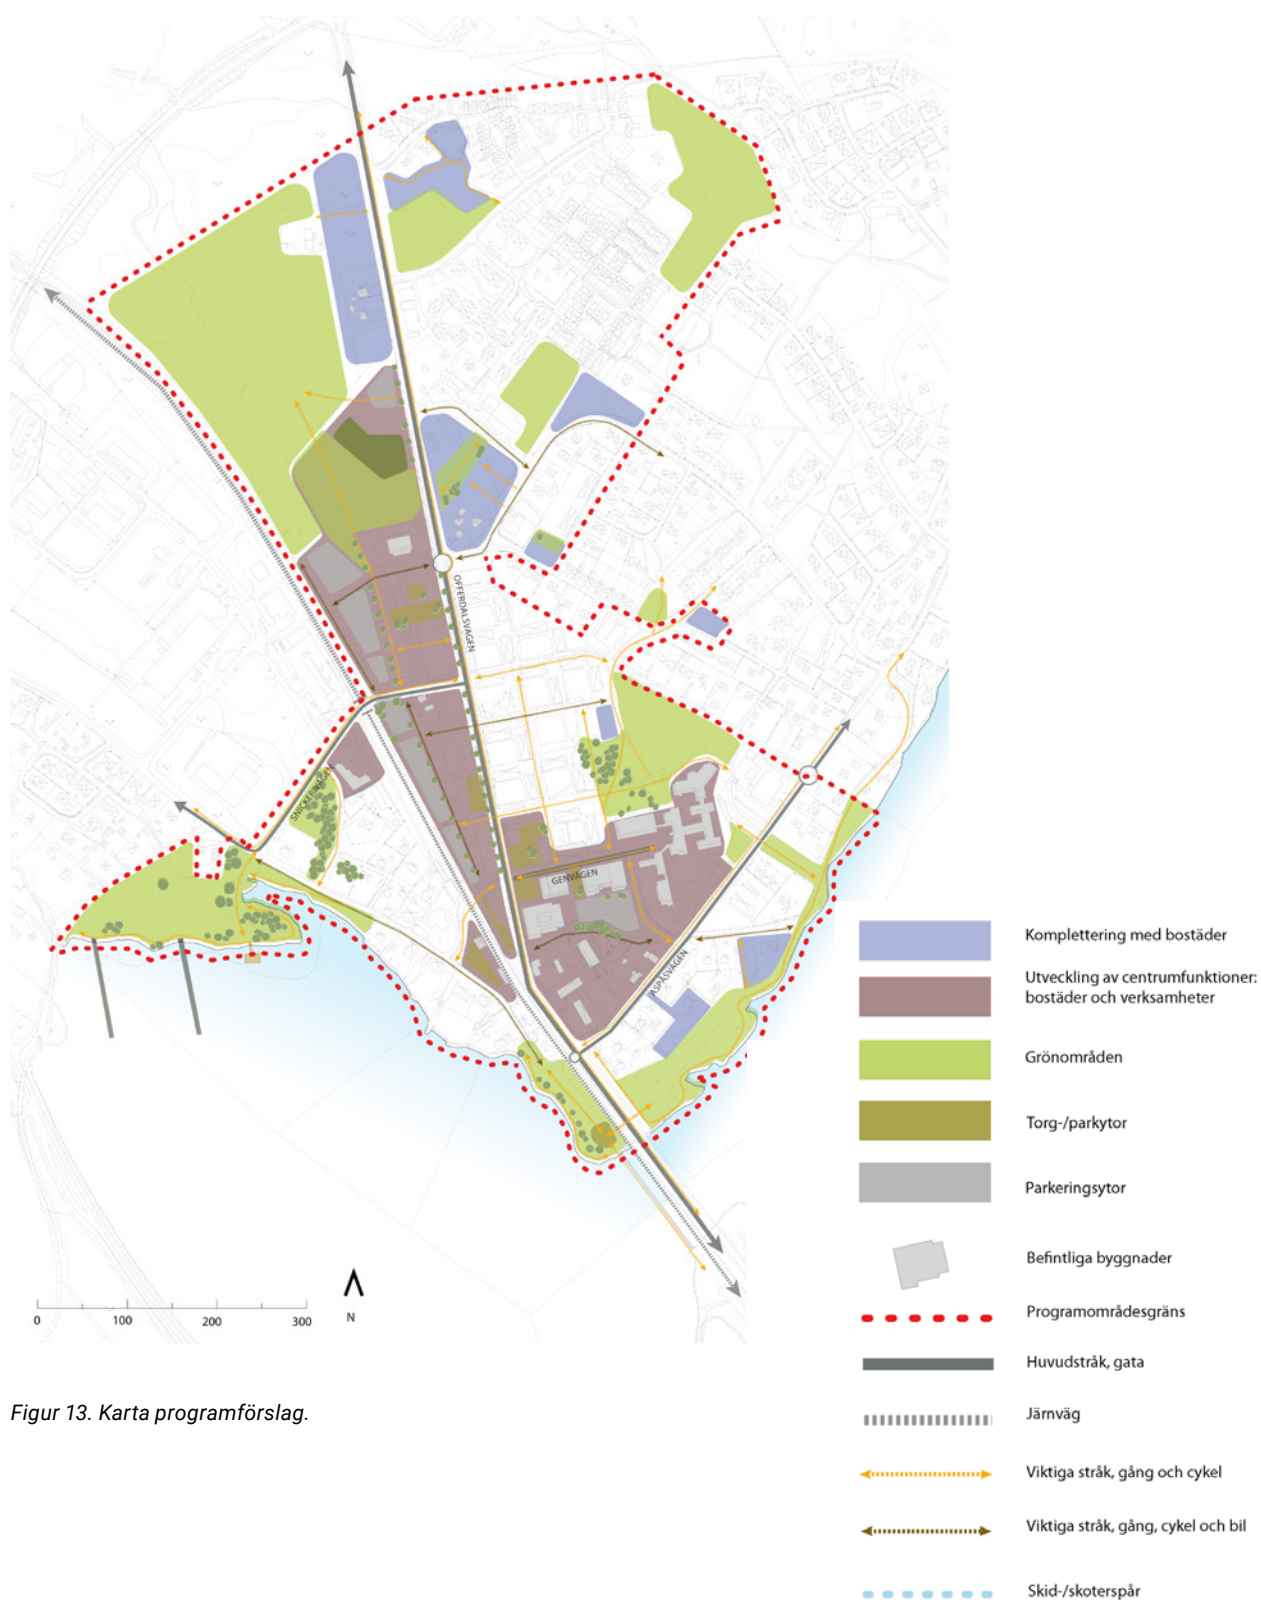 OFFERDALSVÄGEN
SNICKERIVÄGEN
GENVÄGEN
ASPÅSVÄGEN
Komplettering med bostäder
Utveckling av centrumfunktioner:
bostäder och verksamheter
Grönområden
Torg-/parkytor
Parkeringsytor
Befintliga byggnader
Programområdesgräns
Huvudstråk, gata
Järnväg
Viktiga stråk, gång och cykel
Viktiga stråk, gång, cykel och bil
Skid-/skoterspår
N
0 100 200 300
Figur 13. Karta programförslag.